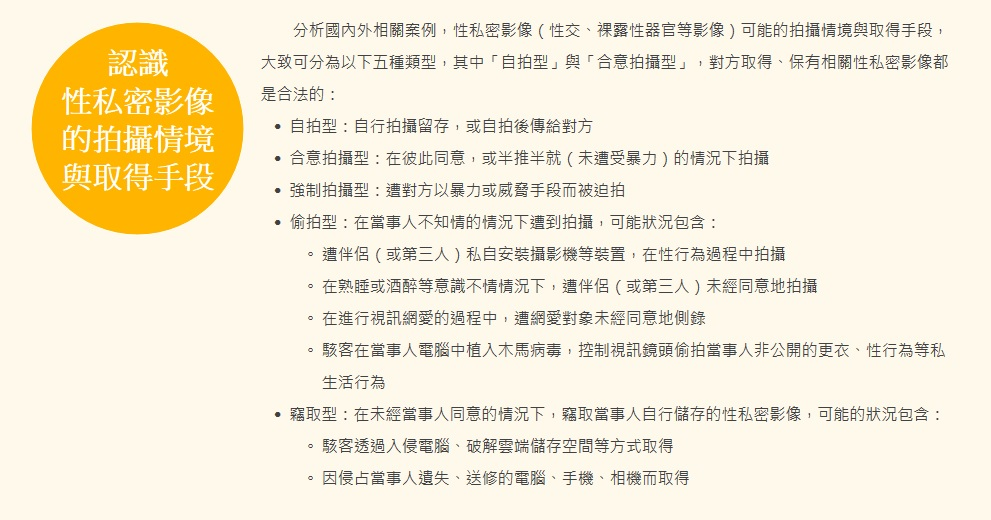 認識
性私密影像
的拍攝情境
與取得手段
分析國內外相關案例，性私密影像（性交、裸露性器官等影像）可能的拍攝情境與取得手段，
大致可分為以下五種類型，其中「自拍型」與「合意拍攝型」，對方取得、保有相關性私密影像都
是合法的：
• 自拍型：自行拍攝留存，或自拍後傳給對方
• 合意拍攝型：在彼此同意，或半推半就（未遭受暴力）的情況下拍攝
• 強制拍攝型：遭對方以暴力或威脅手段而被迫拍
• 偷拍型：在當事人不知情的情況下遭到拍攝，可能狀況包含：
◦ 遭伴侶（或第三人）私自安裝攝影機等裝置，在性行為過程中拍攝
◦ 在熟睡或酒醉等意識不情情況下，遭伴侶（或第三人）未經同意地拍攝
◦ 在進行視訊網愛的過程中，遭網愛對象未經同意地側錄
◦ 駭客在當事人電腦中植入木馬病毒，控制視訊鏡頭偷拍當事人非公開的更衣、性行為等私
生活行為
• 竊取型：在未經當事人同意的情況下，竊取當事人自行儲存的性私密影像，可能的狀況包含：
◦ 駭客透過入侵電腦、破解雲端儲存空間等方式取得
◦ 因侵占當事人遺失、送修的電腦、手機、相機而取得